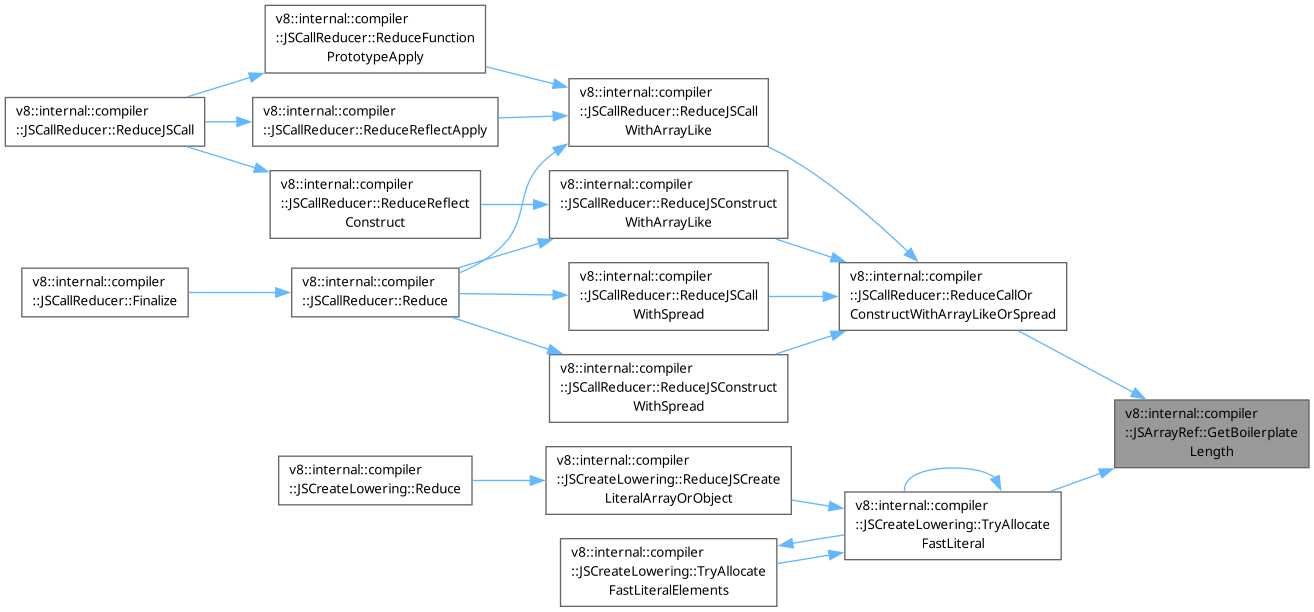 v8::internal::compiler
::JSCallReducer::ReduceFunction
PrototypeApply
v8::internal::compiler
::JSCallReducer::ReduceJSCall
WithArrayLike
v8::internal::compiler
::JSCallReducer::ReduceJSCall
v8::internal::compiler
::JSCallReducer::ReduceReflectApply
v8::internal::compiler
::JSCallReducer::ReduceReflect
Construct
v8::internal::compiler
::JSCallReducer::ReduceJSConstruct
WithArrayLike
v8::internal::compiler
::JSCallReducer::Finalize
v8::internal::compiler
::JSCallReducer::Reduce
v8::internal::compiler
::JSCallReducer::ReduceJSCall
WithSpread
v8::internal::compiler
::JSCallReducer::ReduceCallOr
ConstructWithArrayLikeOrSpread
v8::internal::compiler
::JSCallReducer::ReduceJSConstruct
WithSpread
v8::internal::compiler
::JSArrayRef::GetBoilerplate
Length
v8::internal::compiler
::JSCreateLowering::Reduce
v8::internal::compiler
::JSCreateLowering::ReduceJSCreate
LiteralArrayOrObject
v8::internal::compiler
::JSCreateLowering::TryAllocate
FastLiteral
v8::internal::compiler
::JSCreateLowering::TryAllocate
FastLiteralElements